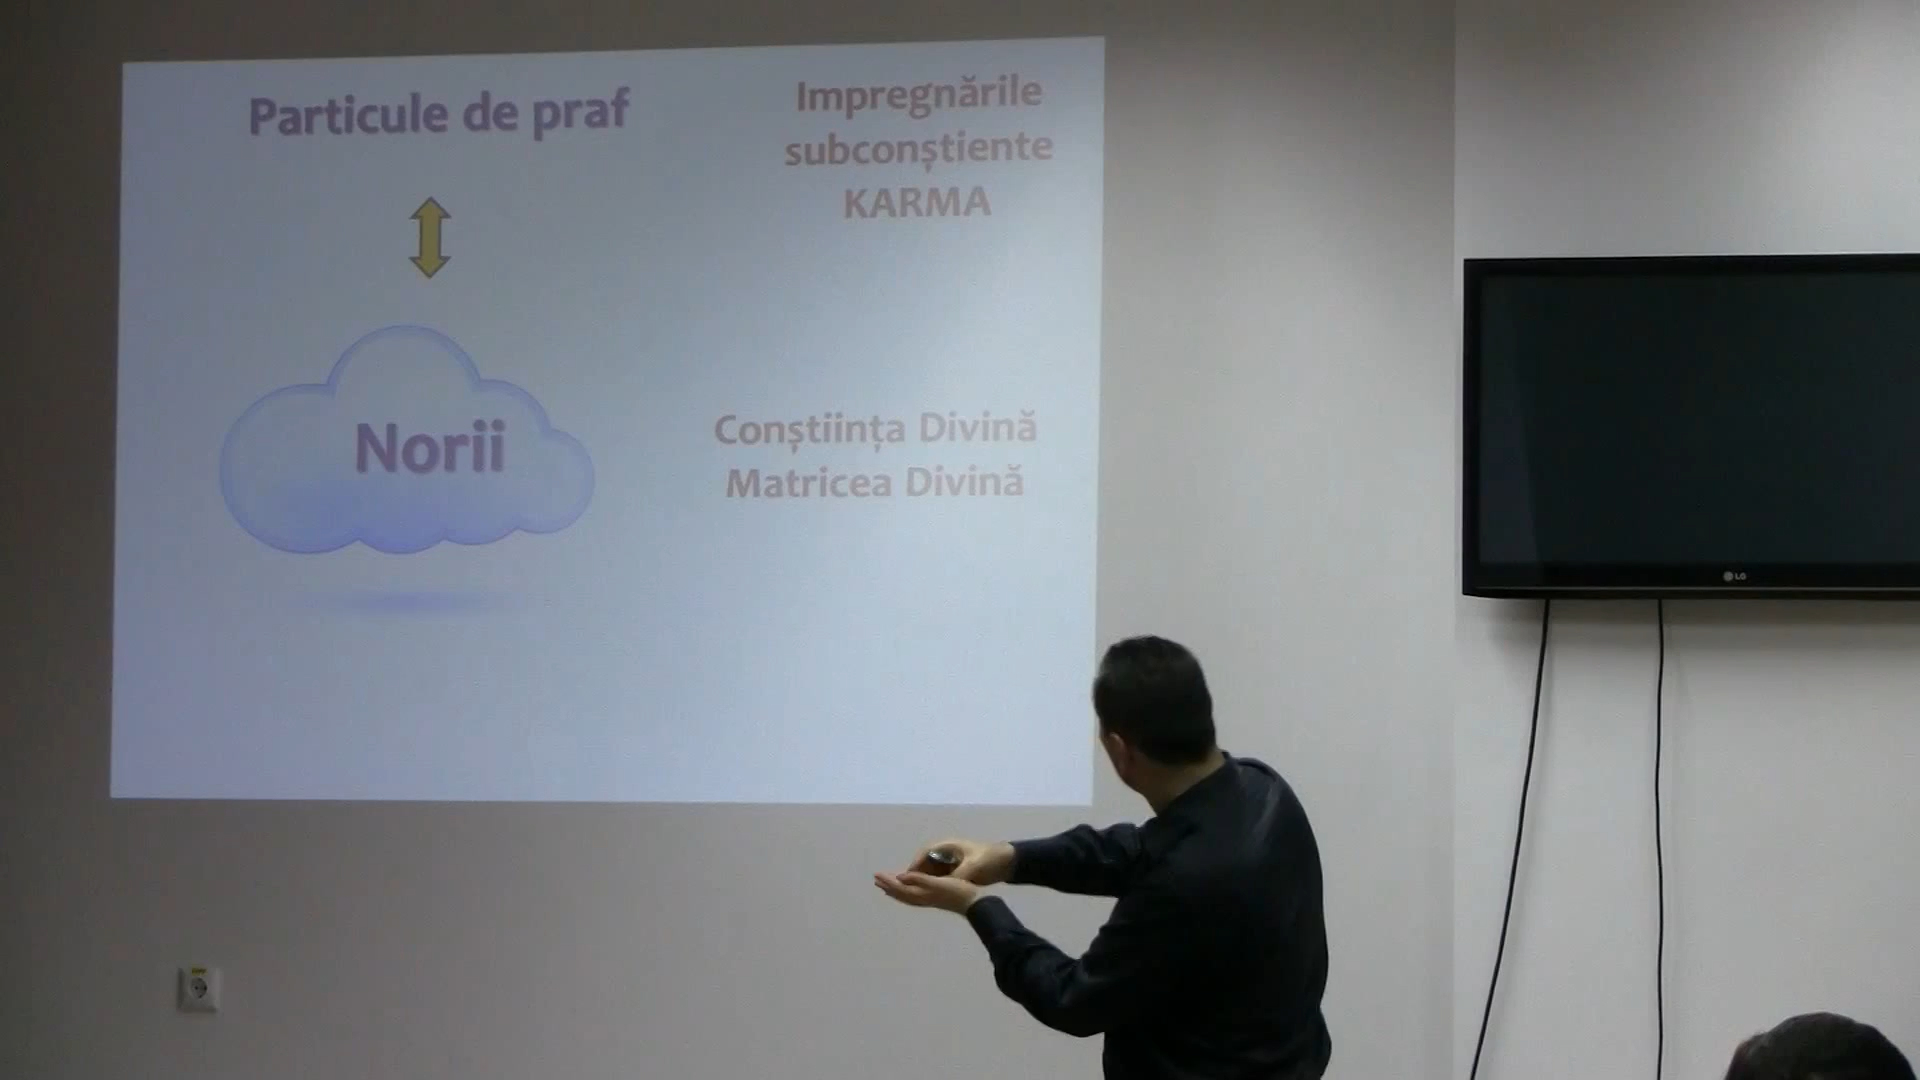 Particule de praf
Impregnările
subconștiente
KARMA
Norii
Conștiința Divină
Matricea Divină
LG